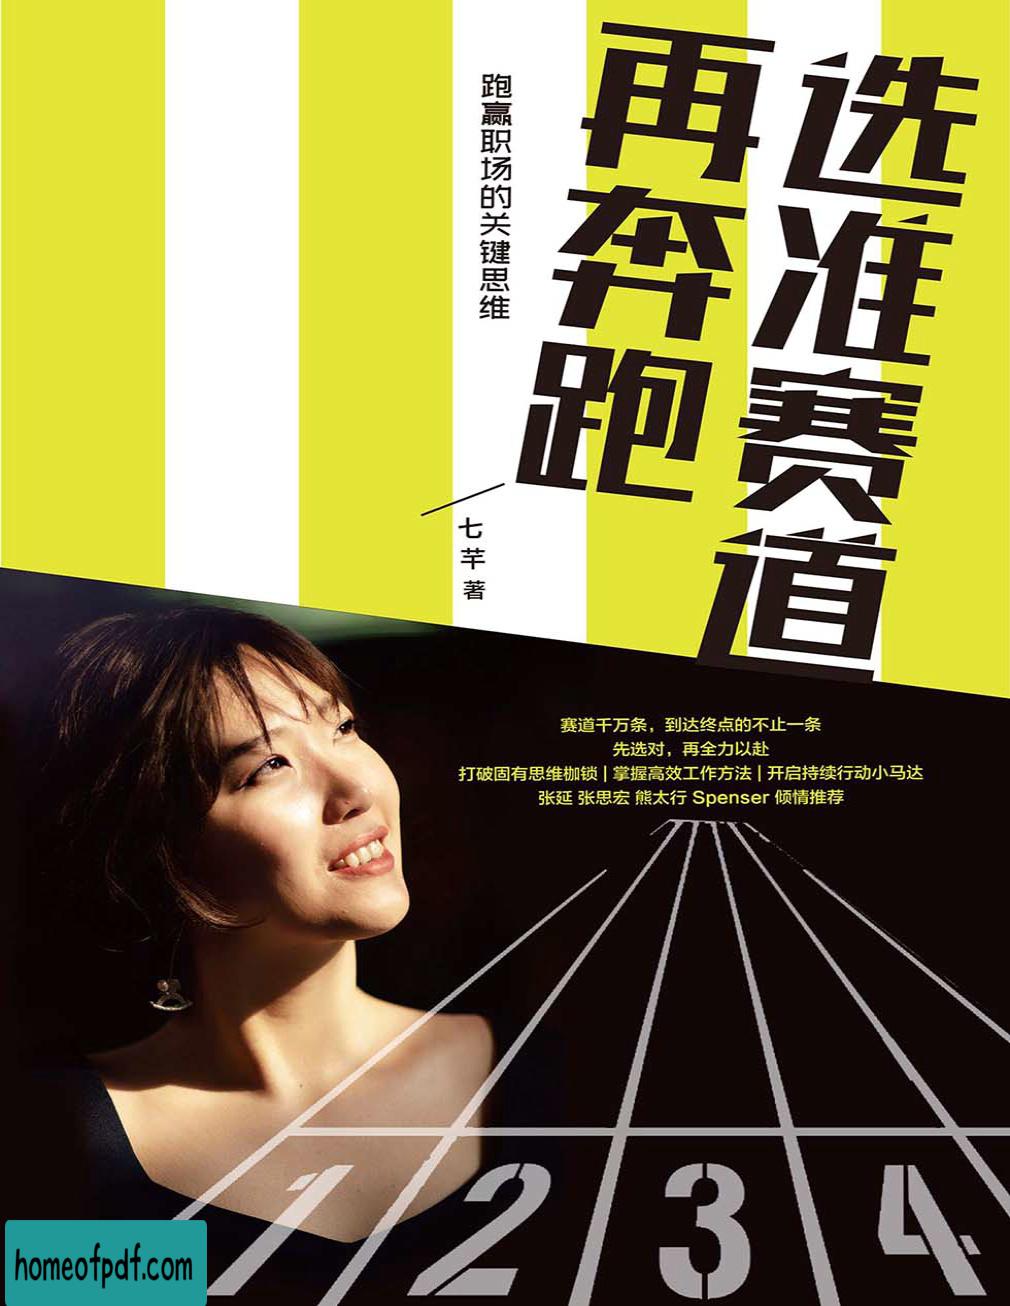 选准赛道
再奔跑
跑赢职场的关键思维
七芊 著
赛道千万条，到达终点的不止一条
先选对，再全力以赴
打破固有思维枷锁 | 掌握高效工作方法 | 开启持续行动小马达
张延 张思宏 熊太行 Spenser 倾情推荐
1 2 3 4
homeofpdf.com